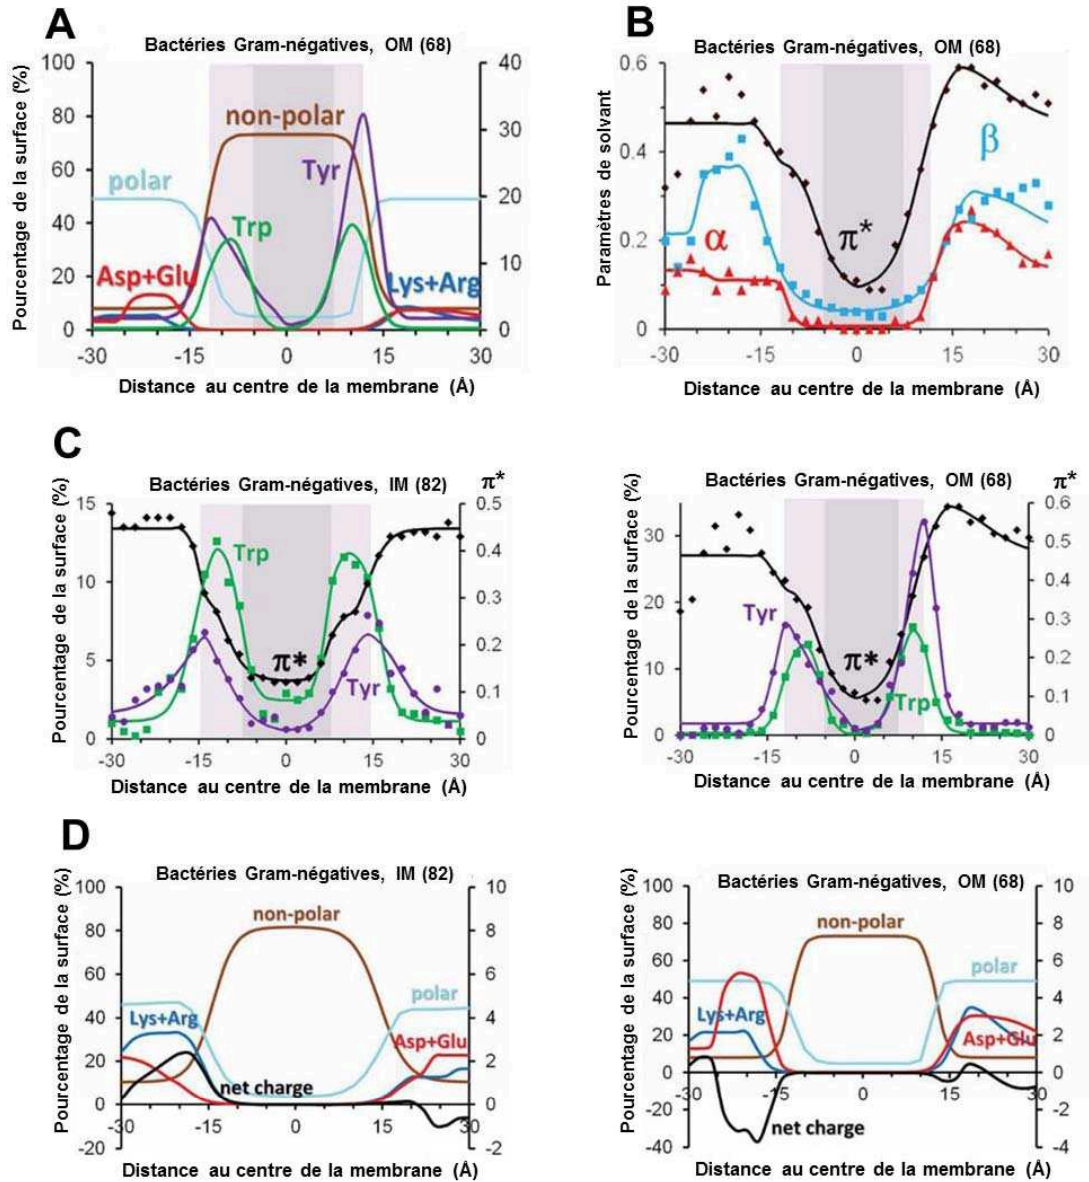 A
Bactéries Gram-négatives, OM (68)
Pourcentage de la surface (%)
100
80
60
40
20
0
40
30
20
10
0
non-polar
polar
Tyr
Trp
Asp+Glu
Lys+Arg
-30 -15 0 15 30
Distance au centre de la membrane (Å)
B
Bactéries Gram-négatives, OM (68)
Paramètres de solvant
0.6
0.4
0.2
0
β
α
π*
-30 -15 0 15 30
Distance au centre de la membrane (Å)
C
Bactéries Gram-négatives, IM (82)
π*
Pourcentage de la surface (%)
15
10
5
0
0.5
0.4
0.3
0.2
0.1
0
Trp
π*
Tyr
-30 -15 0 15 30
Distance au centre de la membrane (Å)
Bactéries Gram-négatives, OM (68)
π*
Pourcentage de la surface (%)
30
20
10
0
0.6
0.5
0.4
0.3
0.2
0.1
0
Tyr
π*
Trp
-30 -15 0 15 30
Distance au centre de la membrane (Å)
D
Bactéries Gram-négatives, IM (82)
Pourcentage de la surface (%)
100
80
60
40
20
0
-20
10
8
6
4
2
0
-2
non-polar
polar
Lys+Arg
Asp+Glu
net charge
-30 -15 0 15 30
Distance au centre de la membrane (Å)
Bactéries Gram-négatives, OM (68)
Pourcentage de la surface (%)
100
80
60
40
20
0
-20
-40
10
8
6
4
2
0
-2
-4
non-polar
polar
Lys+Arg
Asp+Glu
net charge
-30 -15 0 15 30
Distance au centre de la membrane (Å)